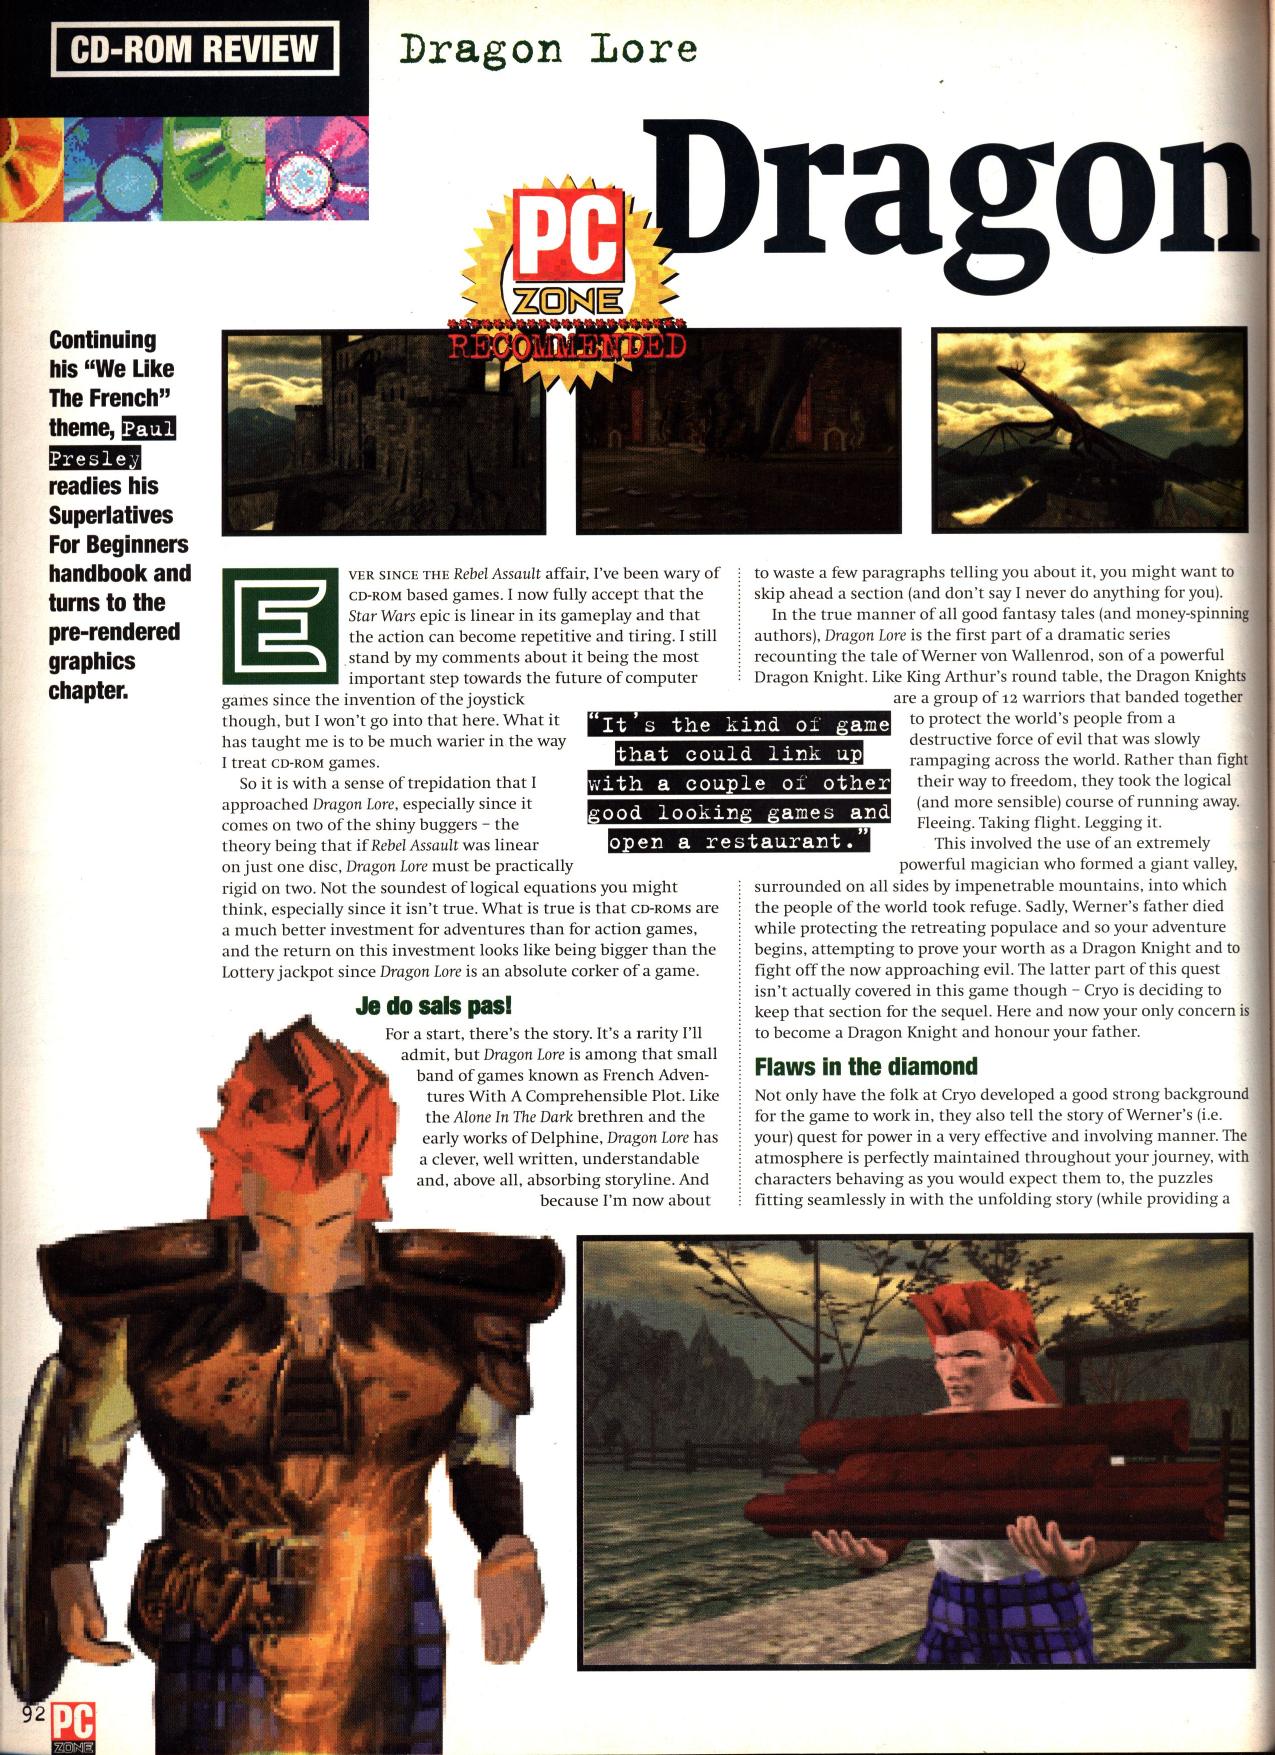 CD-ROM REVIEW
Dragon Lore
Dragon
PC
ZONE
RECOMMENDED
Continuing
his “We Like
The French”
theme, Paul
Presley
readies his
Superlatives
For Beginners
handbook and
turns to the
pre-rendered
graphics
chapter.
EVER SINCE THE Rebel Assault affair, I've been wary of
CD-ROM based games. I now fully accept that the
Star Wars epic is linear in its gameplay and that
the action can become repetitive and tiring. I still
stand by my comments about it being the most
important step towards the future of computer
games since the invention of the joystick
though, but I won't go into that here. What it
has taught me is to be much warier in the way
I treat CD-ROM games.
So it is with a sense of trepidation that I
approached Dragon Lore, especially since it
comes on two of the shiny buggers – the
theory being that if Rebel Assault was linear
on just one disc, Dragon Lore must be practically
rigid on two. Not the soundest of logical equations you might
think, especially since it isn't true. What is true is that CD-ROMs are
a much better investment for adventures than for action games,
and the return on this investment looks like being bigger than the
Lottery jackpot since Dragon Lore is an absolute corker of a game.
Je do sais pas!
For a start, there's the story. It's a rarity I'll
admit, but Dragon Lore is among that small
band of games known as French Adven-
tures With A Comprehensible Plot. Like
the Alone In The Dark brethren and the
early works of Delphine, Dragon Lore has
a clever, well written, understandable
and, above all, absorbing storyline. And
because I'm now about
“It's the kind of game
that could link up
with a couple of other
good looking games and
open a restaurant.”
to waste a few paragraphs telling you about it, you might want to
skip ahead a section (and don't say I never do anything for you).
In the true manner of all good fantasy tales (and money-spinning
authors), Dragon Lore is the first part of a dramatic series
recounting the tale of Werner von Wallenrod, son of a powerful
Dragon Knight. Like King Arthur's round table, the Dragon Knights
are a group of 12 warriors that banded together
to protect the world's people from a
destructive force of evil that was slowly
rampaging across the world. Rather than fight
their way to freedom, they took the logical
(and more sensible) course of running away.
Fleeing. Taking flight. Legging it.
This involved the use of an extremely
powerful magician who formed a giant valley,
surrounded on all sides by impenetrable mountains, into which
the people of the world took refuge. Sadly, Werner's father died
while protecting the retreating populace and so your adventure
begins, attempting to prove your worth as a Dragon Knight and to
fight off the now approaching evil. The latter part of this quest
isn't actually covered in this game though – Cryo is deciding to
keep that section for the sequel. Here and now your only concern is
to become a Dragon Knight and honour your father.
Flaws in the diamond
Not only have the folk at Cryo developed a good strong background
for the game to work in, they also tell the story of Werner's (i.e.
your) quest for power in a very effective and involving manner. The
atmosphere is perfectly maintained throughout your journey, with
characters behaving as you would expect them to, the puzzles
fitting seamlessly in with the unfolding story (while providing a
92
PC
ZONE